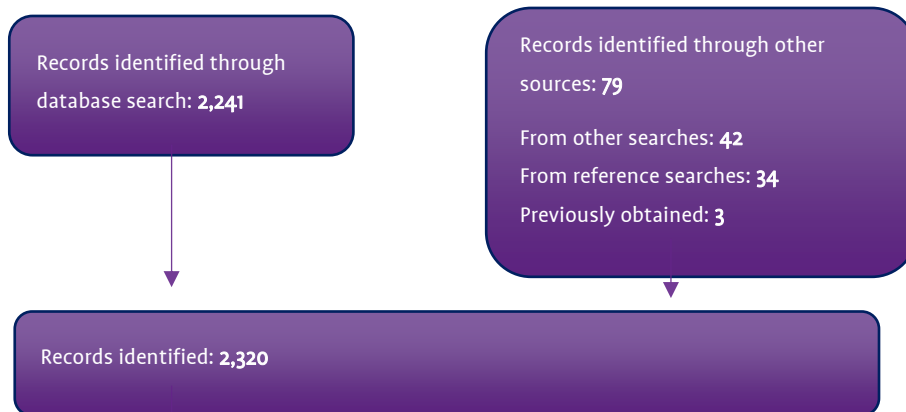 Records identified through
database search: 2,241
Records identified through other
sources: 79
From other searches: 42
From reference searches: 34
Previously obtained: 3
Records identified: 2,320